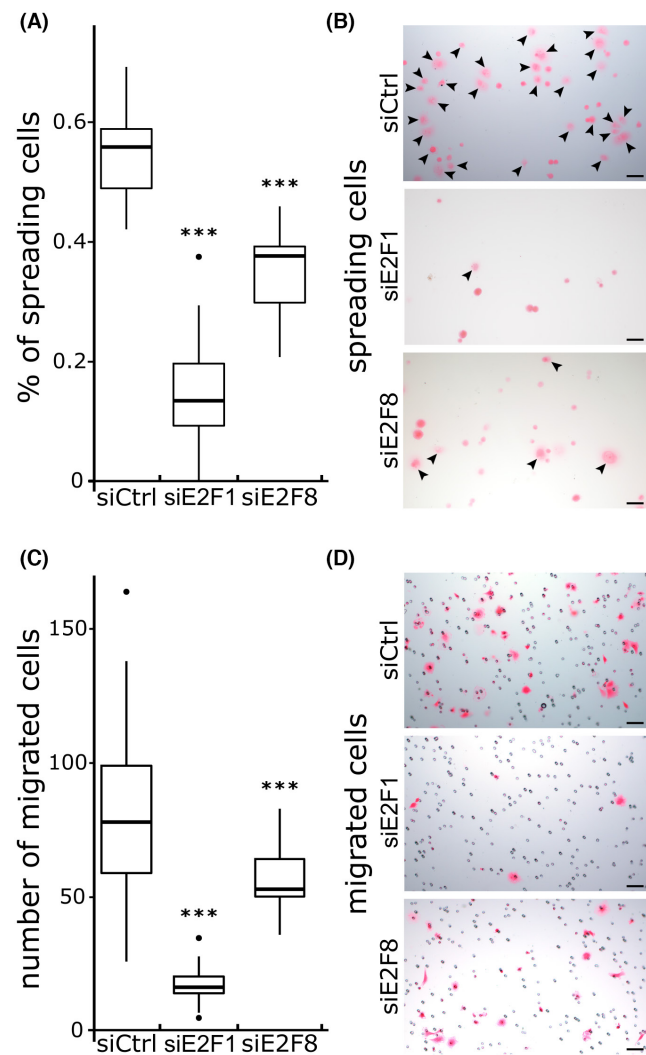 (A)
% of spreading cells
0.6
0.4
0.2
0
***
***
siCtrl siE2F1 siE2F8
(B)
spreading cells
siCtrl
siE2F1
siE2F8
(C)
number of migrated cells
150
100
50
0
***
***
siCtrl siE2F1 siE2F8
(D)
migrated cells
siCtrl
siE2F1
siE2F8